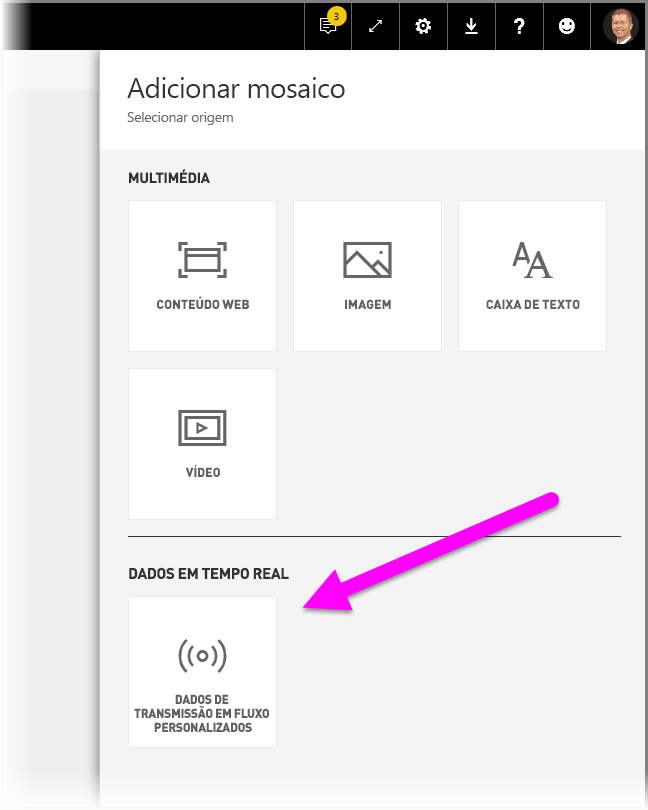 3
?
Adicionar mosaico
Selecionar origem
MULTIMÉDIA
CONTEÚDO WEB
IMAGEM
CAIXA DE TEXTO
VÍDEO
DADOS EM TEMPO REAL
DADOS DE
TRANSMISSÃO EM FLUXO
PERSONALIZADOS